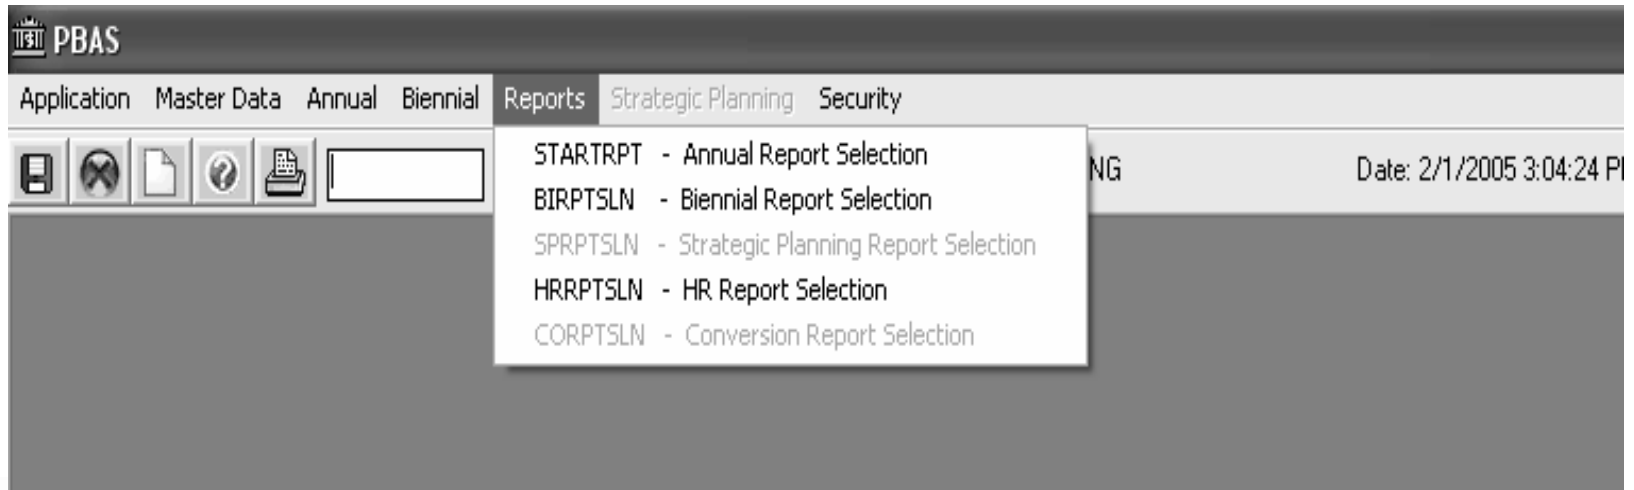 PBAS
Application Master Data Annual Biennial Reports Strategic Planning Security
STARTRPT - Annual Report Selection
BIRPTSLN - Biennial Report Selection
SPRPTSLN - Strategic Planning Report Selection
HRRPTSLN - HR Report Selection
CORPTSLN - Conversion Report Selection
NG
Date: 2/1/2005 3:04:24 P